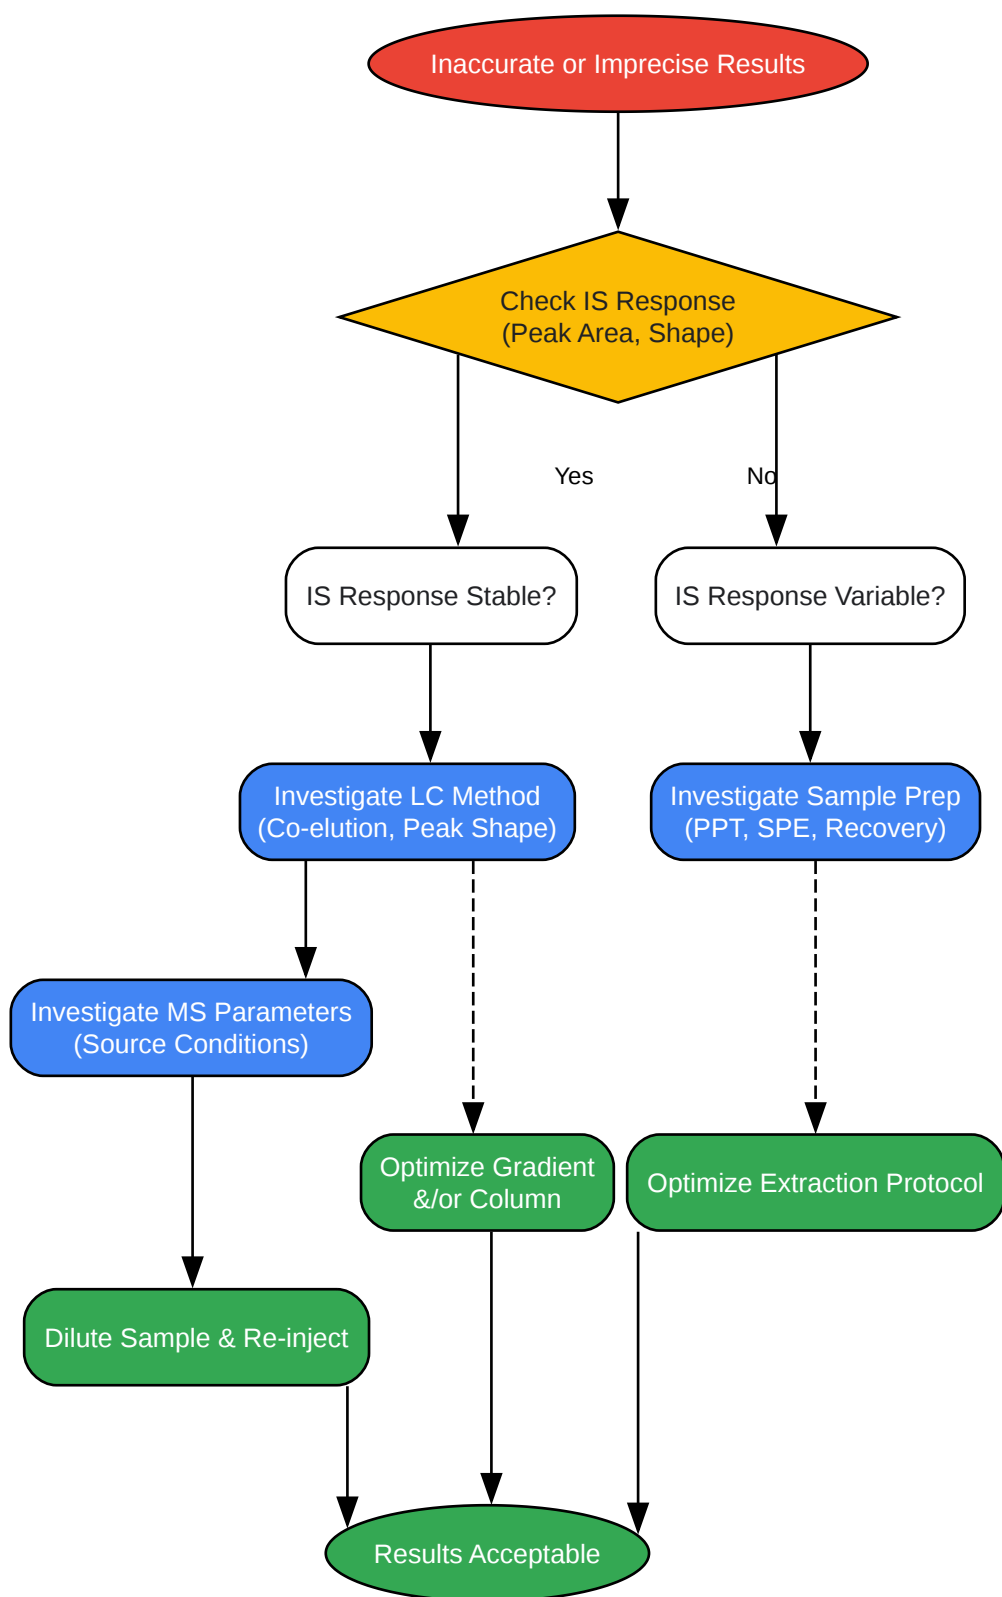 Inaccurate or Imprecise Results
Check IS Response
(Peak Area, Shape)
Yes
No
IS Response Stable?
IS Response Variable?
Investigate LC Method
(Co-elution, Peak Shape)
Investigate Sample Prep
(PPT, SPE, Recovery)
Investigate MS Parameters
(Source Conditions)
Optimize Gradient
&/or Column
Optimize Extraction Protocol
Dilute Sample & Re-inject
Results Acceptable